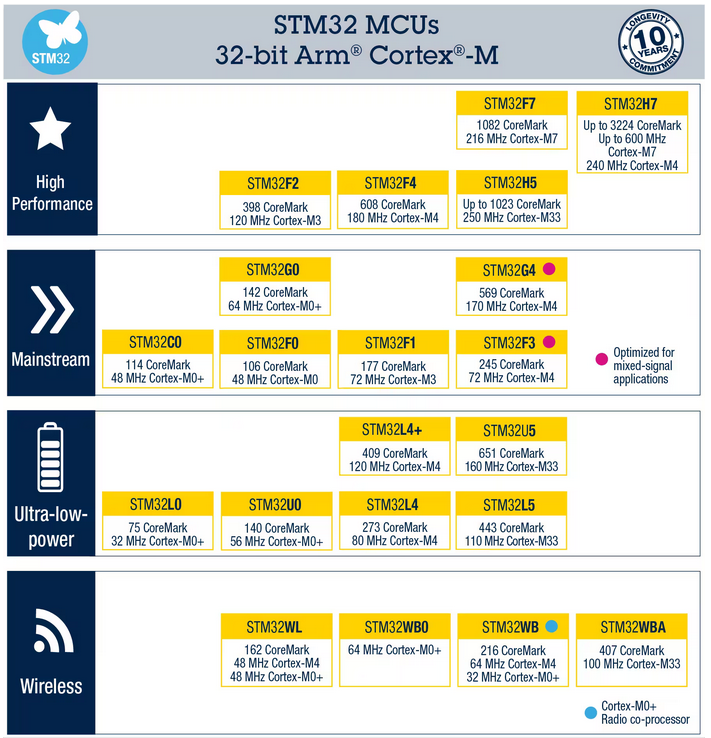 STM32
STM32 MCUs
32-bit Arm® Cortex®-M
LONGEVITY
10
YEARS
COMMITMENT
High
Performance
STM32F7
1082 CoreMark
216 MHz Cortex-M7
STM32H7
Up to 3224 CoreMark
Up to 600 MHz
Cortex-M7
240 MHz Cortex-M4
STM32F2
398 CoreMark
120 MHz Cortex-M3
STM32F4
608 CoreMark
180 MHz Cortex-M4
STM32H5
Up to 1023 CoreMark
250 MHz Cortex-M33
Mainstream
STM32G0
142 CoreMark
64 MHz Cortex-M0+
STM32G4
569 CoreMark
170 MHz Cortex-M4
STM32C0
114 CoreMark
48 MHz Cortex-M0+
STM32F0
106 CoreMark
48 MHz Cortex-M0
STM32F1
177 CoreMark
72 MHz Cortex-M3
STM32F3
245 CoreMark
72 MHz Cortex-M4
Optimized for
mixed-signal
applications
Ultra-low-
power
STM32L4+
409 CoreMark
120 MHz Cortex-M4
STM32U5
651 CoreMark
160 MHz Cortex-M33
STM32L0
75 CoreMark
32 MHz Cortex-M0+
STM32U0
140 CoreMark
56 MHz Cortex-M0+
STM32L4
273 CoreMark
80 MHz Cortex-M4
STM32L5
443 CoreMark
110 MHz Cortex-M33
Wireless
STM32WL
162 CoreMark
48 MHz Cortex-M4
48 MHz Cortex-M0+
STM32WB0
64 MHz Cortex-M0+
STM32WB
216 CoreMark
64 MHz Cortex-M4
32 MHz Cortex-M0+
STM32WBA
407 CoreMark
100 MHz Cortex-M33
Cortex-M0+
Radio co-processor